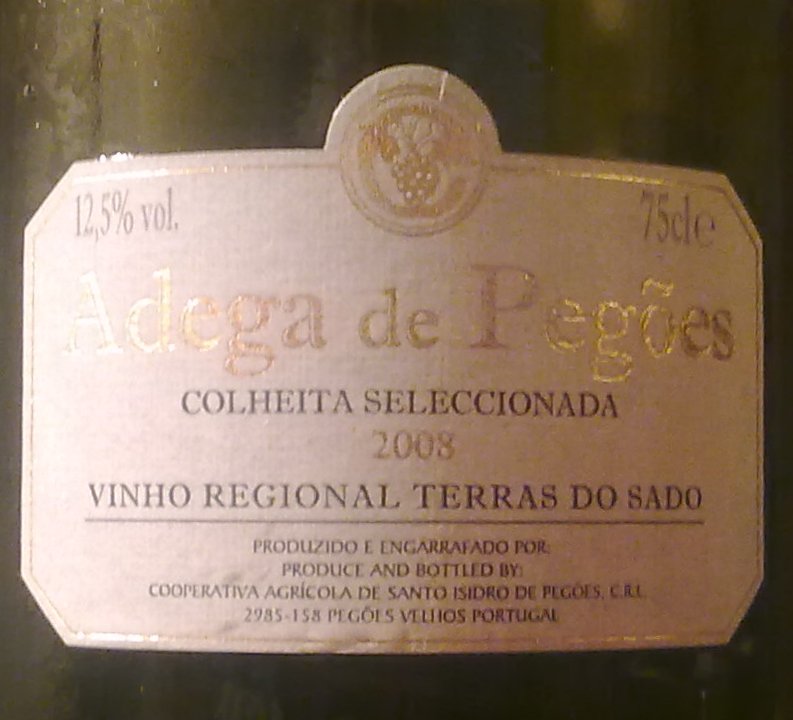 12,5% vol.
75cl e
Adega de Pegões
COLHEITA SELECCIONADA
2008
VINHO REGIONAL TERRAS DO SADO
PRODUZIDO E ENGARRAFADO POR:
PRODUCE AND BOTTLED BY:
COOPERATIVA AGRÍCOLA DE SANTO ISIDRO DE PEGÕES, C.R.L.
2985-158 PEGÕES VELHOS PORTUGAL